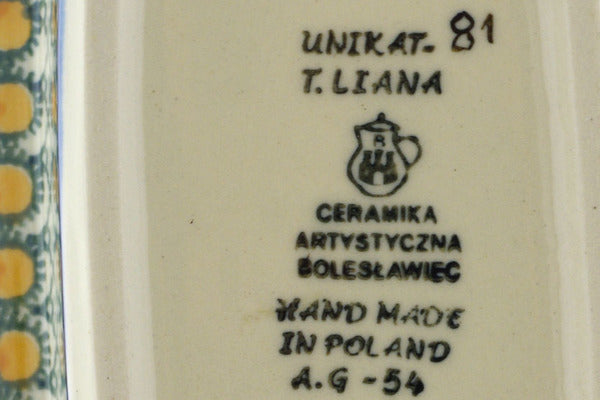 UNIKAT- 81
T. LIANA
R
CERAMIKA
ARTYSTYCZNA
BOLESŁAWIEC
HAND MADE
IN POLAND
A.G - 54